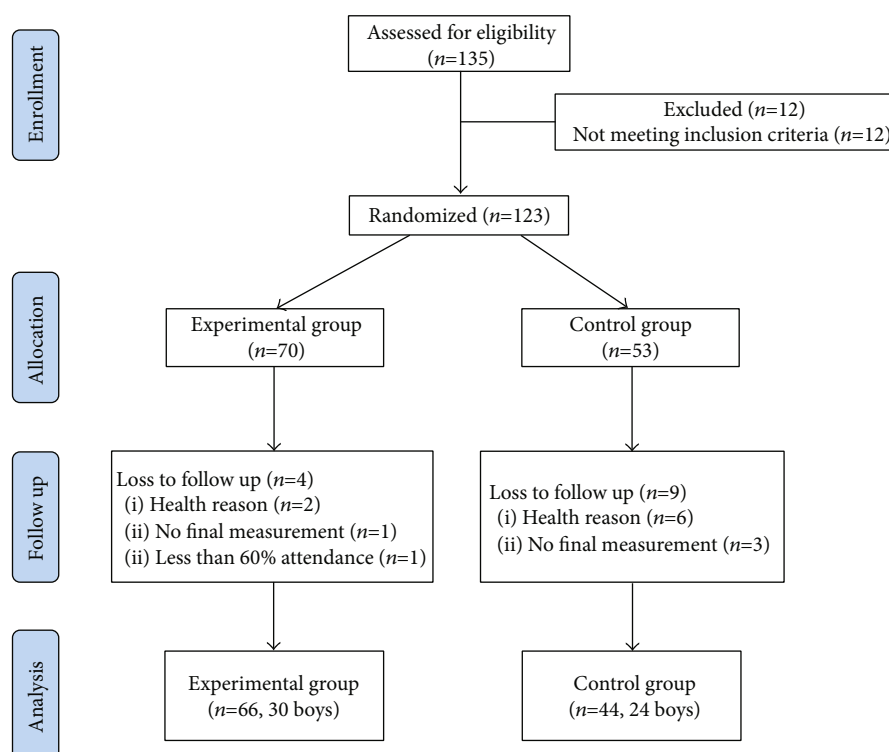 Enrollment
Assessed for eligibility
(n=135)
Excluded (n=12)
Not meeting inclusion criteria (n=12)
Randomized (n=123)
Allocation
Experimental group
(n=70)
Control group
(n=53)
Follow up
Loss to follow up (n=4)
(i) Health reason (n=2)
(ii) No final measurement (n=1)
(ii) Less than 60% attendance (n=1)
Loss to follow up (n=9)
(i) Health reason (n=6)
(ii) No final measurement (n=3)
Analysis
Experimental group
(n=66, 30 boys)
Control group
(n=44, 24 boys)